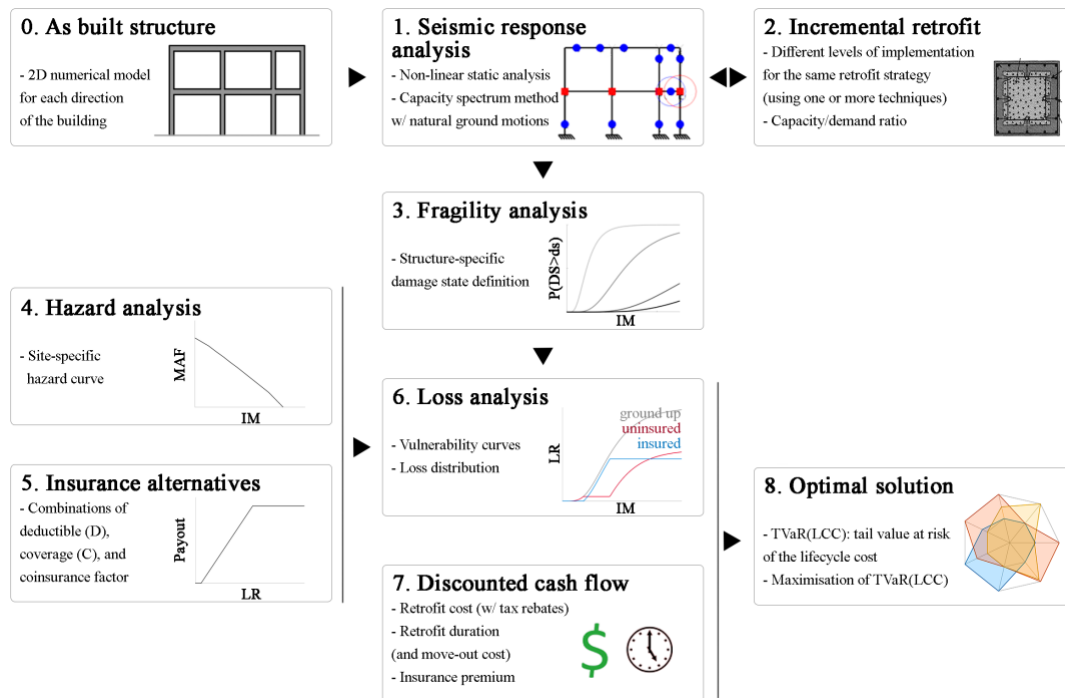 0. As built structure
- 2D numerical model
for each direction
of the building
1. Seismic response
analysis
- Non-linear static analysis
- Capacity spectrum method
w/ natural ground motions
2. Incremental retrofit
- Different levels of implementation
for the same retrofit strategy
(using one or more techniques)
- Capacity/demand ratio
3. Fragility analysis
- Structure-specific
damage state definition
P(DS>ds)
IM
4. Hazard analysis
- Site-specific
hazard curve
MAF
IM
5. Insurance alternatives
- Combinations of
deductible (D),
coverage (C), and
coinsurance factor
Payout
LR
6. Loss analysis
- Vulnerability curves
- Loss distribution
LR
ground up
uninsured
insured
IM
7. Discounted cash flow
- Retrofit cost (w/ tax rebates)
- Retrofit duration
(and move-out cost)
- Insurance premium
$
8. Optimal solution
- TVaR(LCC): tail value at risk
of the lifecycle cost
- Maximisation of TVaR(LCC)